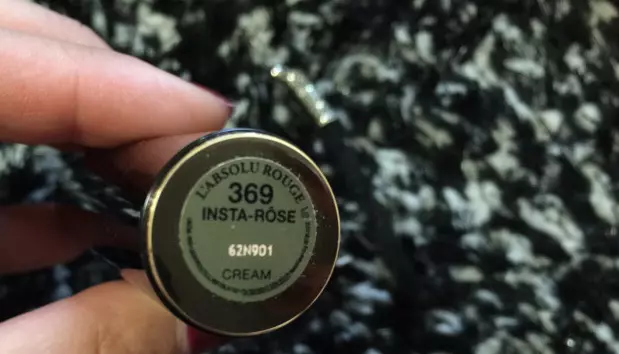 L'ABSOLU ROUGE
369
INSTA-RÔSE
62N901
CREAM